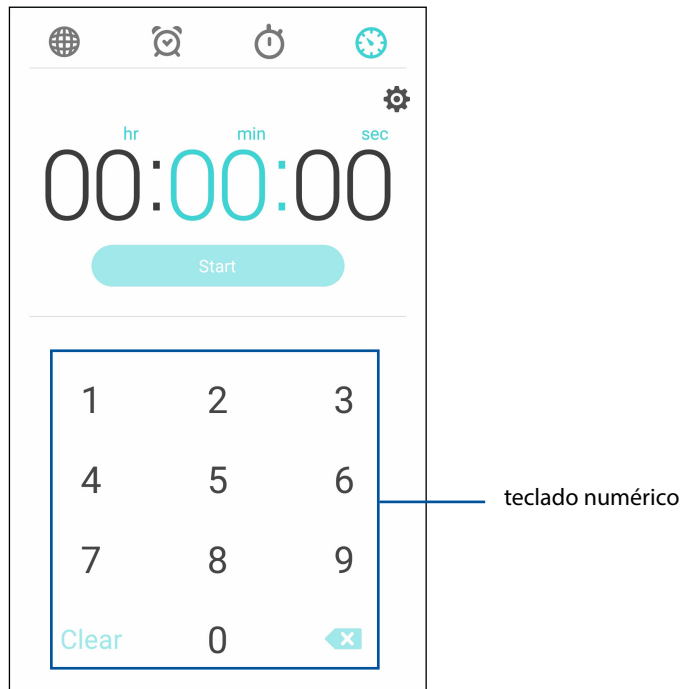 hr min sec
00:00:00
Start
1 2 3
4 5 6
teclado numérico
7 8 9
Clear 0